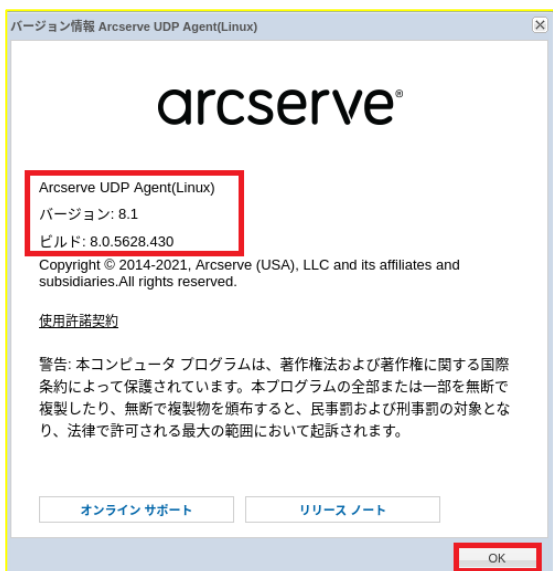 バージョン情報 Arcserve UDP Agent(Linux)
arcserve®
Arcserve UDP Agent(Linux)
バージョン: 8.1
ビルド: 8.0.5628.430
Copyright © 2014-2021, Arcserve (USA), LLC and its affiliates and
subsidiaries.All rights reserved.
使用許諾契約
警告: 本コンピュータ プログラムは、著作権法および著作権に関する国際
条約によって保護されています。本プログラムの全部または一部を無断で
複製したり、無断で複製物を頒布すると、民事罰および刑事罰の対象とな
り、法律で許可される最大の範囲において起訴されます。
オンライン サポート
リリース ノート
OK